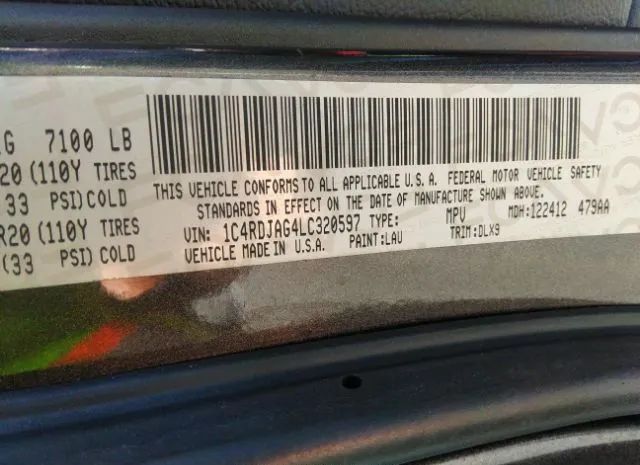 G 7100 LB
20 (110Y TIRES
33 PSI) COLD
R20 (110Y TIRES
(33 PSI) COLD
THIS VEHICLE CONFORMS TO ALL APPLICABLE U.S.A. FEDERAL MOTOR VEHICLE SAFETY
STANDARDS IN EFFECT ON THE DATE OF MANUFACTURE SHOWN ABOVE.
VIN: 1C4RDJAG4LC320597 TYPE: MPV MDH:122412 479AA
VEHICLE MADE IN U.S.A. PAINT:LAU TRIM:DLX9